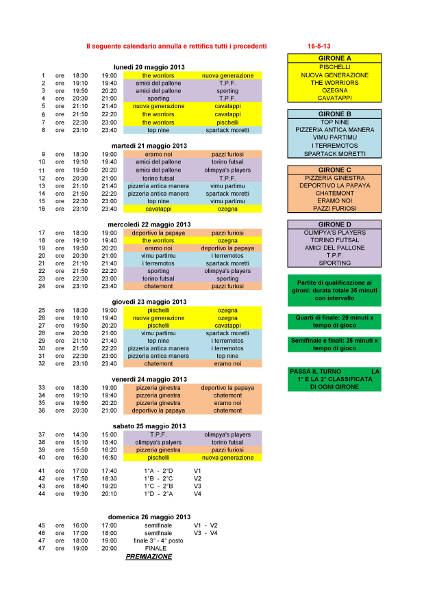 Il seguente calendario annulla e rettifica tutti i precedenti 16-5-13
lunedì 20 maggio 2013
1 ore 18:30 19:00 the worriors nuova generazione
2 ore 19:10 19:40 amici del pallone T.P.F.
3 ore 19:50 20:20 amici del pallone sporting
4 ore 20:30 21:00 sporting T.P.F.
5 ore 21:10 21:40 nuova generazione cavatappi
6 ore 21:50 22:20 the worriors cavatappi
7 ore 22:30 23:00 the worriors pischelli
8 ore 23:10 23:40 top nine spartack moretti
martedì 21 maggio 2013
9 ore 18:30 19:00 eramo noi pazzi furiosi
10 ore 19:10 19:40 amici del pallone torino futsal
11 ore 19:50 20:20 amici del pallone olimpya's players
12 ore 20:30 21:00 torino futsal T.P.F.
13 ore 21:10 21:40 pizzeria antica manera vimu partimu
14 ore 21:50 22:20 pizzeria antica manera spartack moretti
15 ore 22:30 23:00 top nine vimu partimu
16 ore 23:10 23:40 cavatappi ozegna
mercoledì 22 maggio 2013
17 ore 18:30 19:00 deportivo la papaya pazzi furiosi
18 ore 19:10 19:40 the worriors ozegna
19 ore 19:50 20:20 eramo noi deportivo la papaya
20 ore 20:30 21:00 vimu partimu i terremotos
21 ore 21:10 21:40 i terremotos spartack moretti
22 ore 21:50 22:20 sporting olimpya's players
23 ore 22:30 23:00 torino futsal sporting
24 ore 23:10 23:40 chatemont pazzi furiosi
giovedì 23 maggio 2013
25 ore 18:30 19:00 pischelli ozegna
26 ore 19:10 19:40 nuova generazione ozegna
27 ore 19:50 20:20 pischelli cavatappi
28 ore 20:30 21:00 vimu partimu spartack moretti
29 ore 21:10 21:40 top nine i terremotos
30 ore 21:50 22:20 pizzeria antica manera i terremotos
31 ore 22:30 23:00 pizzeria antica manera top nine
32 ore 23:10 23:40 chatemont eramo noi
venerdì 24 maggio 2013
33 ore 18:30 19:00 pizzeria ginestra deportivo la papaya
34 ore 19:10 19:40 pizzeria ginestra chatemont
35 ore 19:50 20:20 pizzeria ginestra eramo noi
36 ore 20:30 21:00 deportivo la papaya chatemont
sabato 25 maggio 2013
37 ore 14:30 15:00 T.P.F. olimpya's players
38 ore 15:10 15:40 olimpya's palyers torino futsal
39 ore 15:50 16:20 pizzeria ginestra pazzi furiosi
40 ore 16:30 16:50 pischelli nuova generazione
41 ore 17:00 17:40 1°A - 2°D V1
42 ore 17:50 18:30 1°B - 2°C V2
43 ore 18:40 19:20 1°C - 2°B V3
44 ore 19:30 20:10 1°D - 2°A V4
domenica 26 maggio 2013
45 ore 16:00 17:00 semifinale V1 - V2
46 ore 17:00 18:00 semifinale V3 - V4
47 ore 18:00 19:00 finale 3° - 4° posto
47 ore 19:00 20:00 FINALE
PREMIAZIONE
GIRONE A
PISCHELLI
NUOVA GENERAZIONE
THE WORRIORS
OZEGNA
CAVATAPPI
GIRONE B
TOP NINE
PIZZERIA ANTICA MANERA
VIMU PARTIMU
I TERREMOTOS
SPARTACK MORETTI
GIRONE C
PIZZERIA GINESTRA
DEPORTIVO LA PAPAYA
CHATEMONT
ERAMO NOI
PAZZI FURIOSI
GIRONE D
OLIMPYA'S PLAYERS
TORINO FUTSAL
AMICI DEL PALLONE
T.P.F.
SPORTING
Partite di qualificazione ai
gironi: durata totale 35 minuti
con intervallo
Quarti di finale: 20 minuti x
tempo di gioco
Semifinale e finali: 25 minuti x
tempo di gioco
PASSA IL TURNO LA
1° E LA 2° CLASSIFICATA
DI OGNI GIRONE